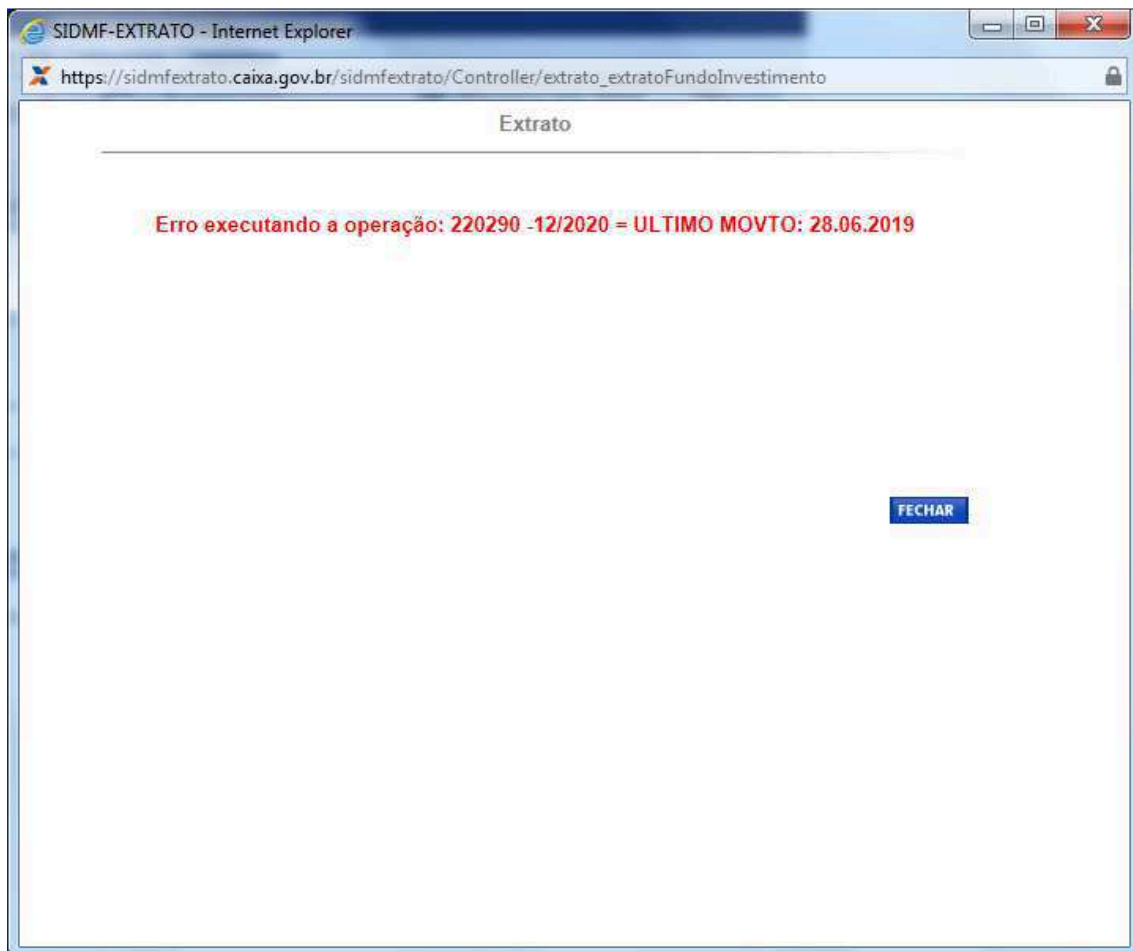 SIDMF-EXTRATO - Internet Explorer
https://sidmfextrato.caixa.gov.br/sidmfextrato/Controller/extrato_extratoFundoInvestimento
Extrato
Erro executando a operação: 220290 -12/2020 = ULTIMO MOVTO: 28.06.2019
FECHAR